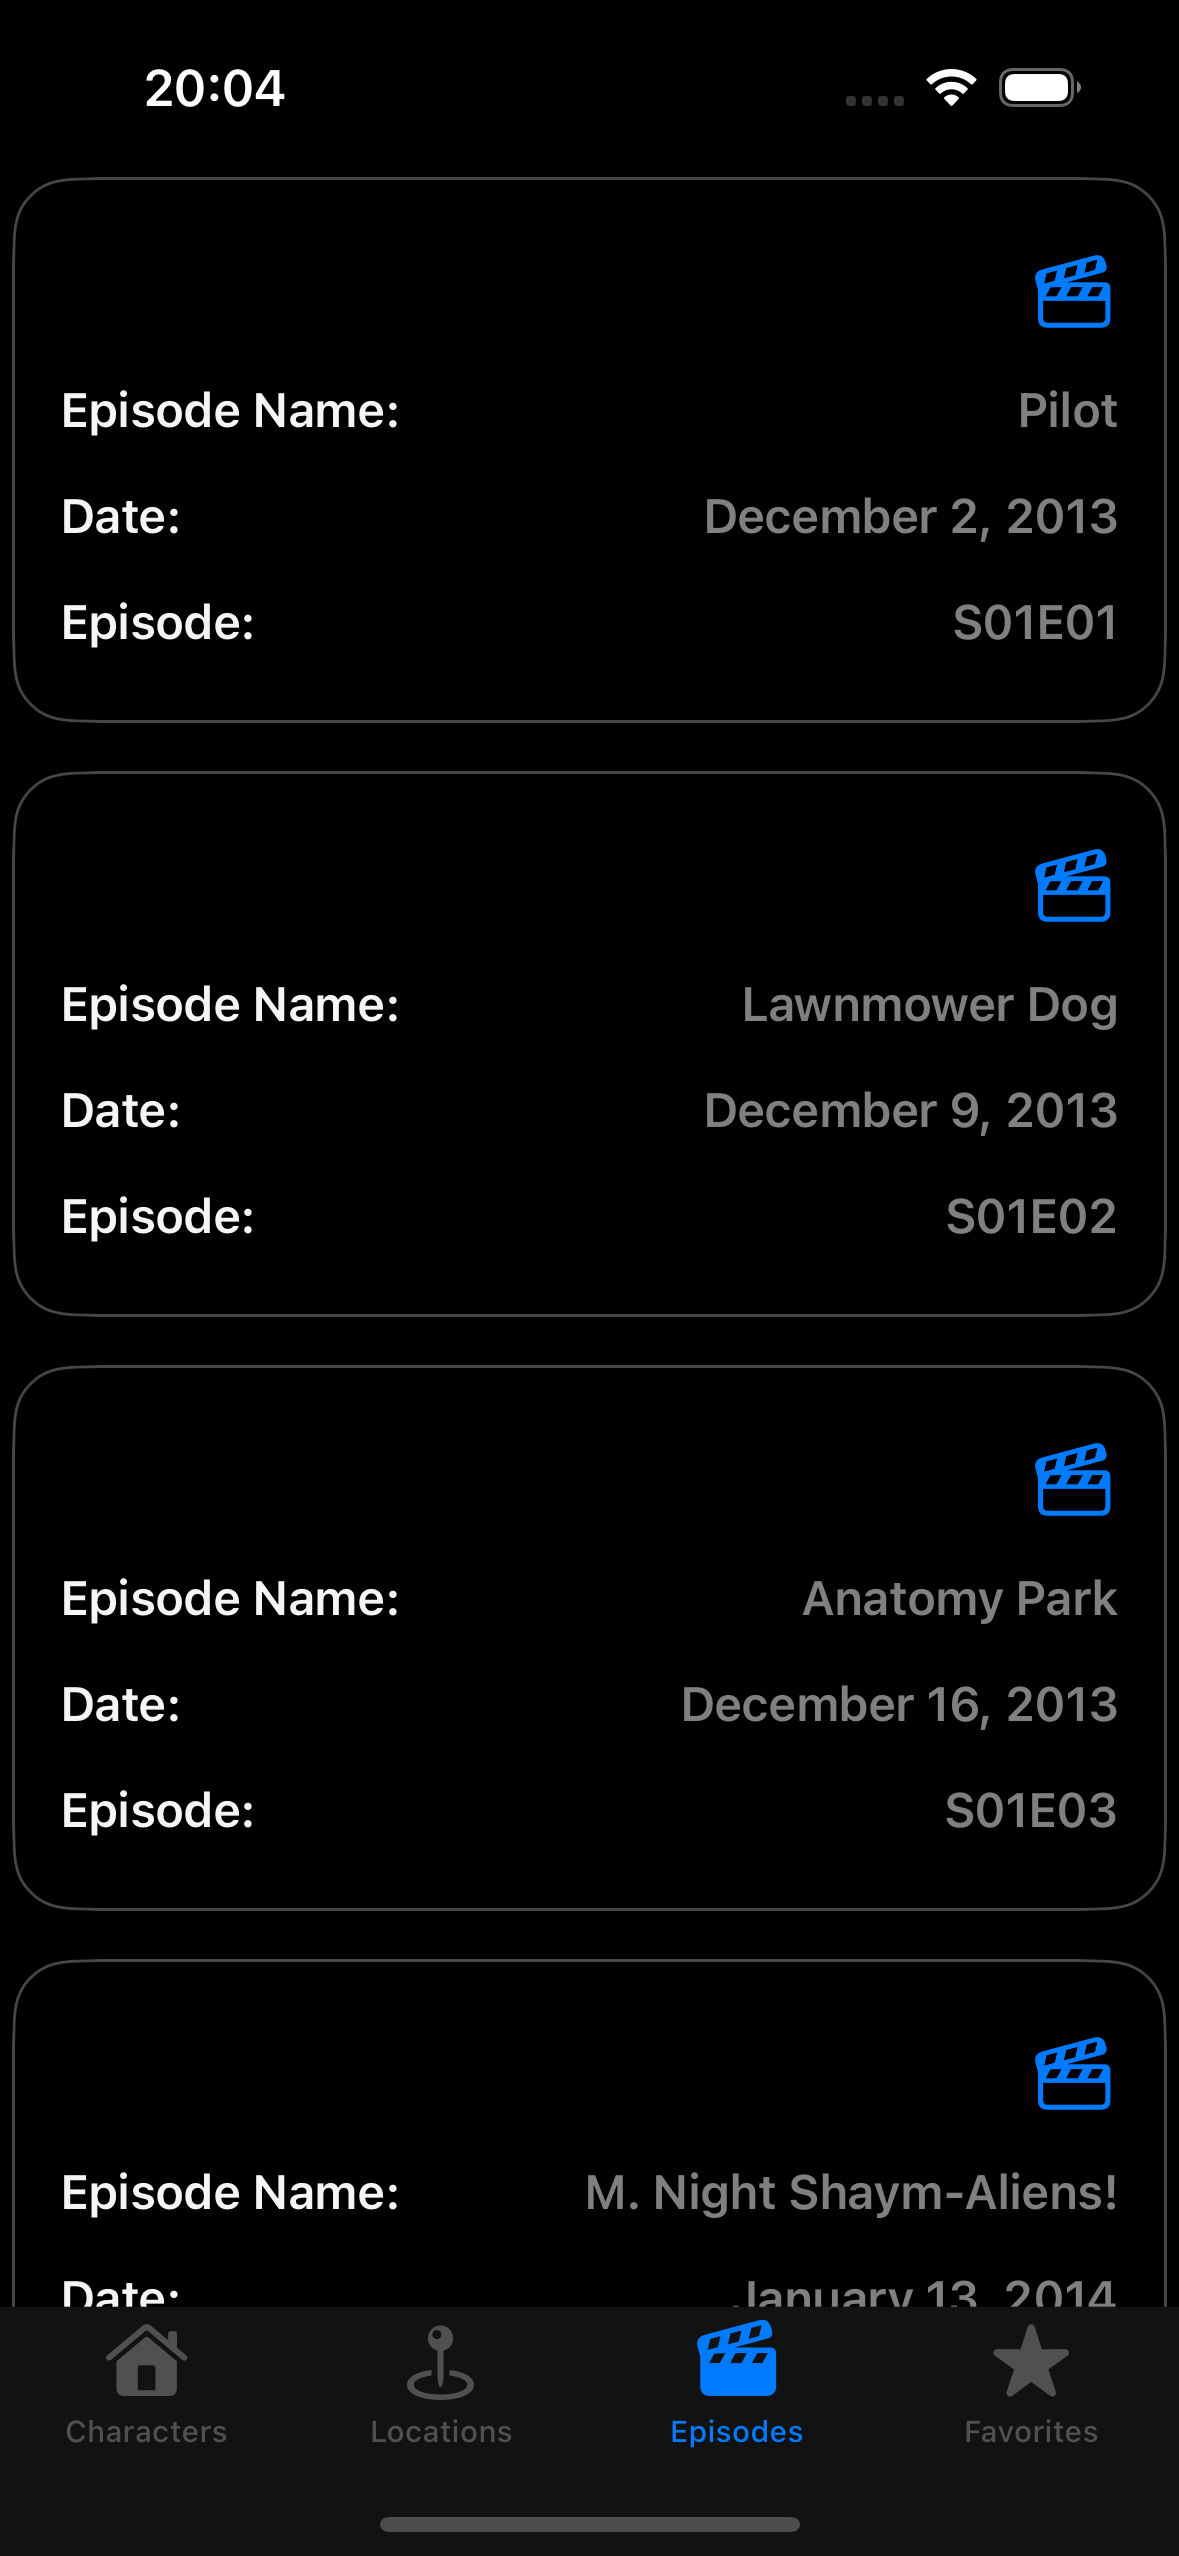 20:04
Episode Name: Pilot
Date: December 2, 2013
Episode: S01E01
Episode Name: Lawnmower Dog
Date: December 9, 2013
Episode: S01E02
Episode Name: Anatomy Park
Date: December 16, 2013
Episode: S01E03
Episode Name: M. Night Shaym-Aliens!
Date: January 13, 2014
Characters Locations Episodes Favorites